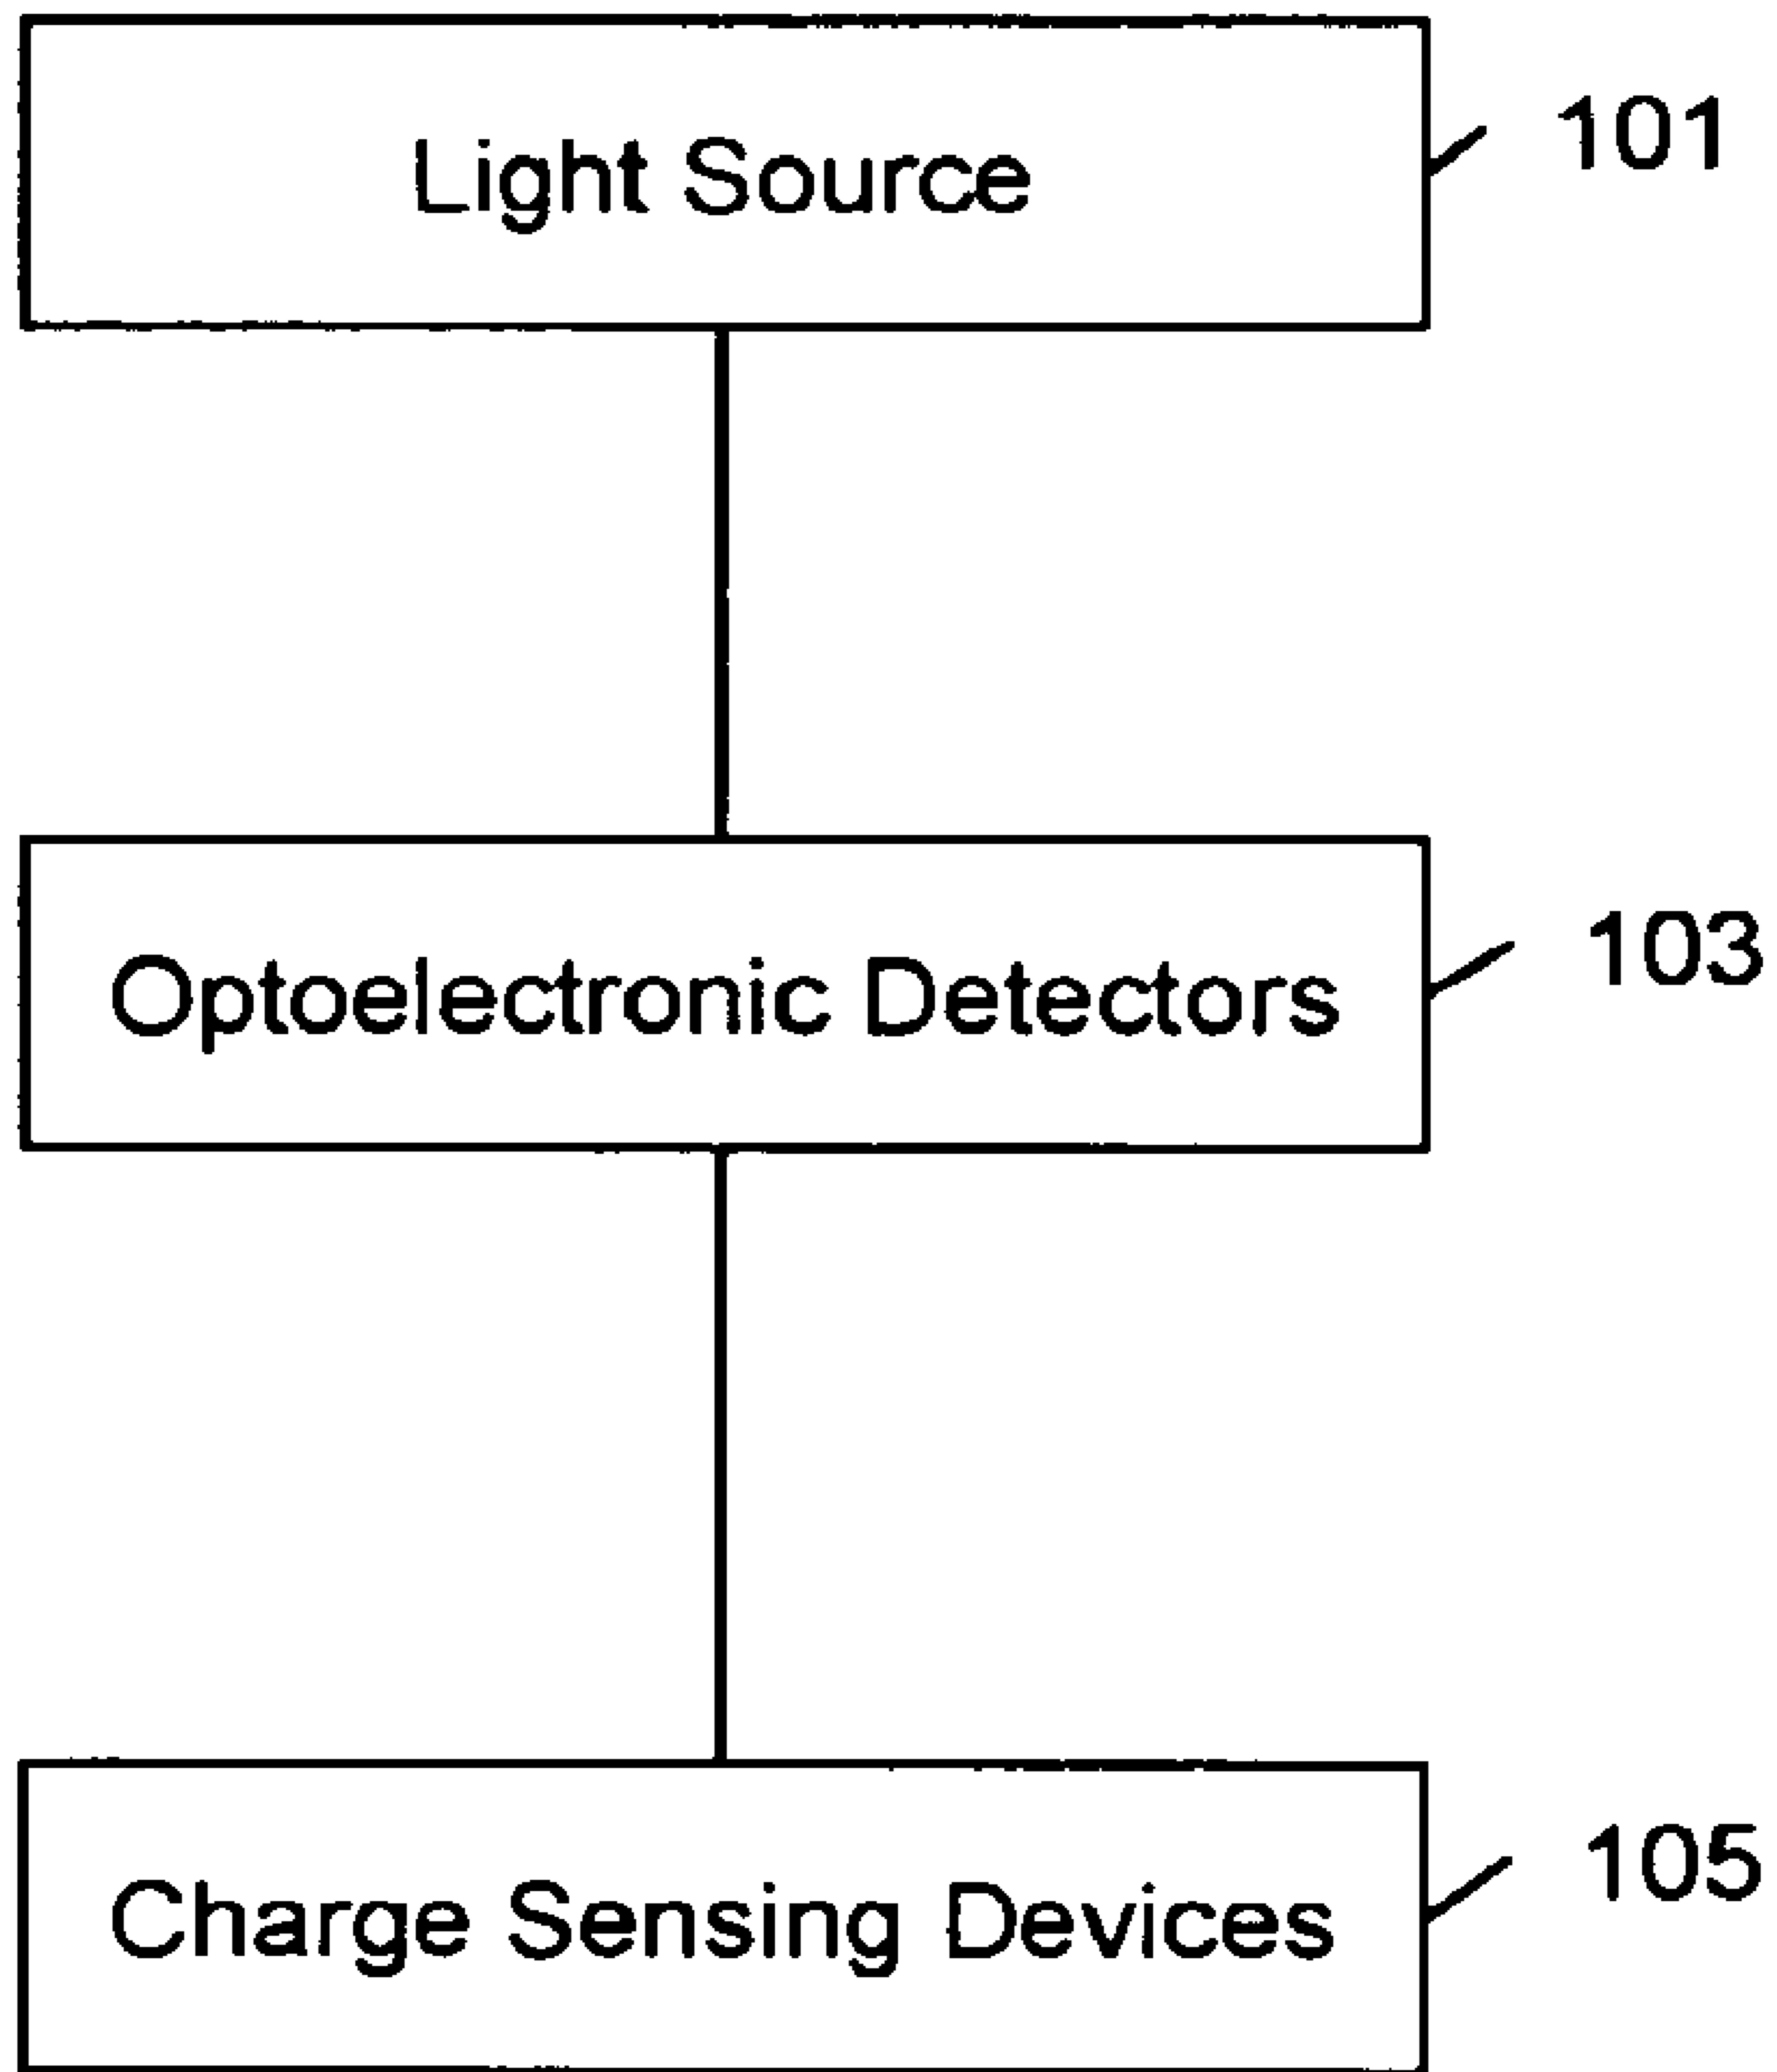 Light Source
101
Optoelectronic Detectors
103
Charge Sensing Devices
105